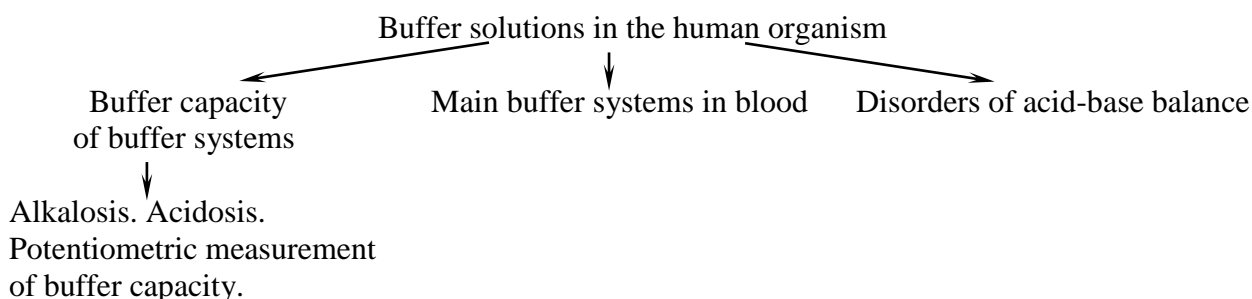 Buffer solutions in the human organism
Buffer capacity
of buffer systems
Main buffer systems in blood
Disorders of acid-base balance
Alkalosis. Acidosis.
Potentiometric measurement
of buffer capacity.